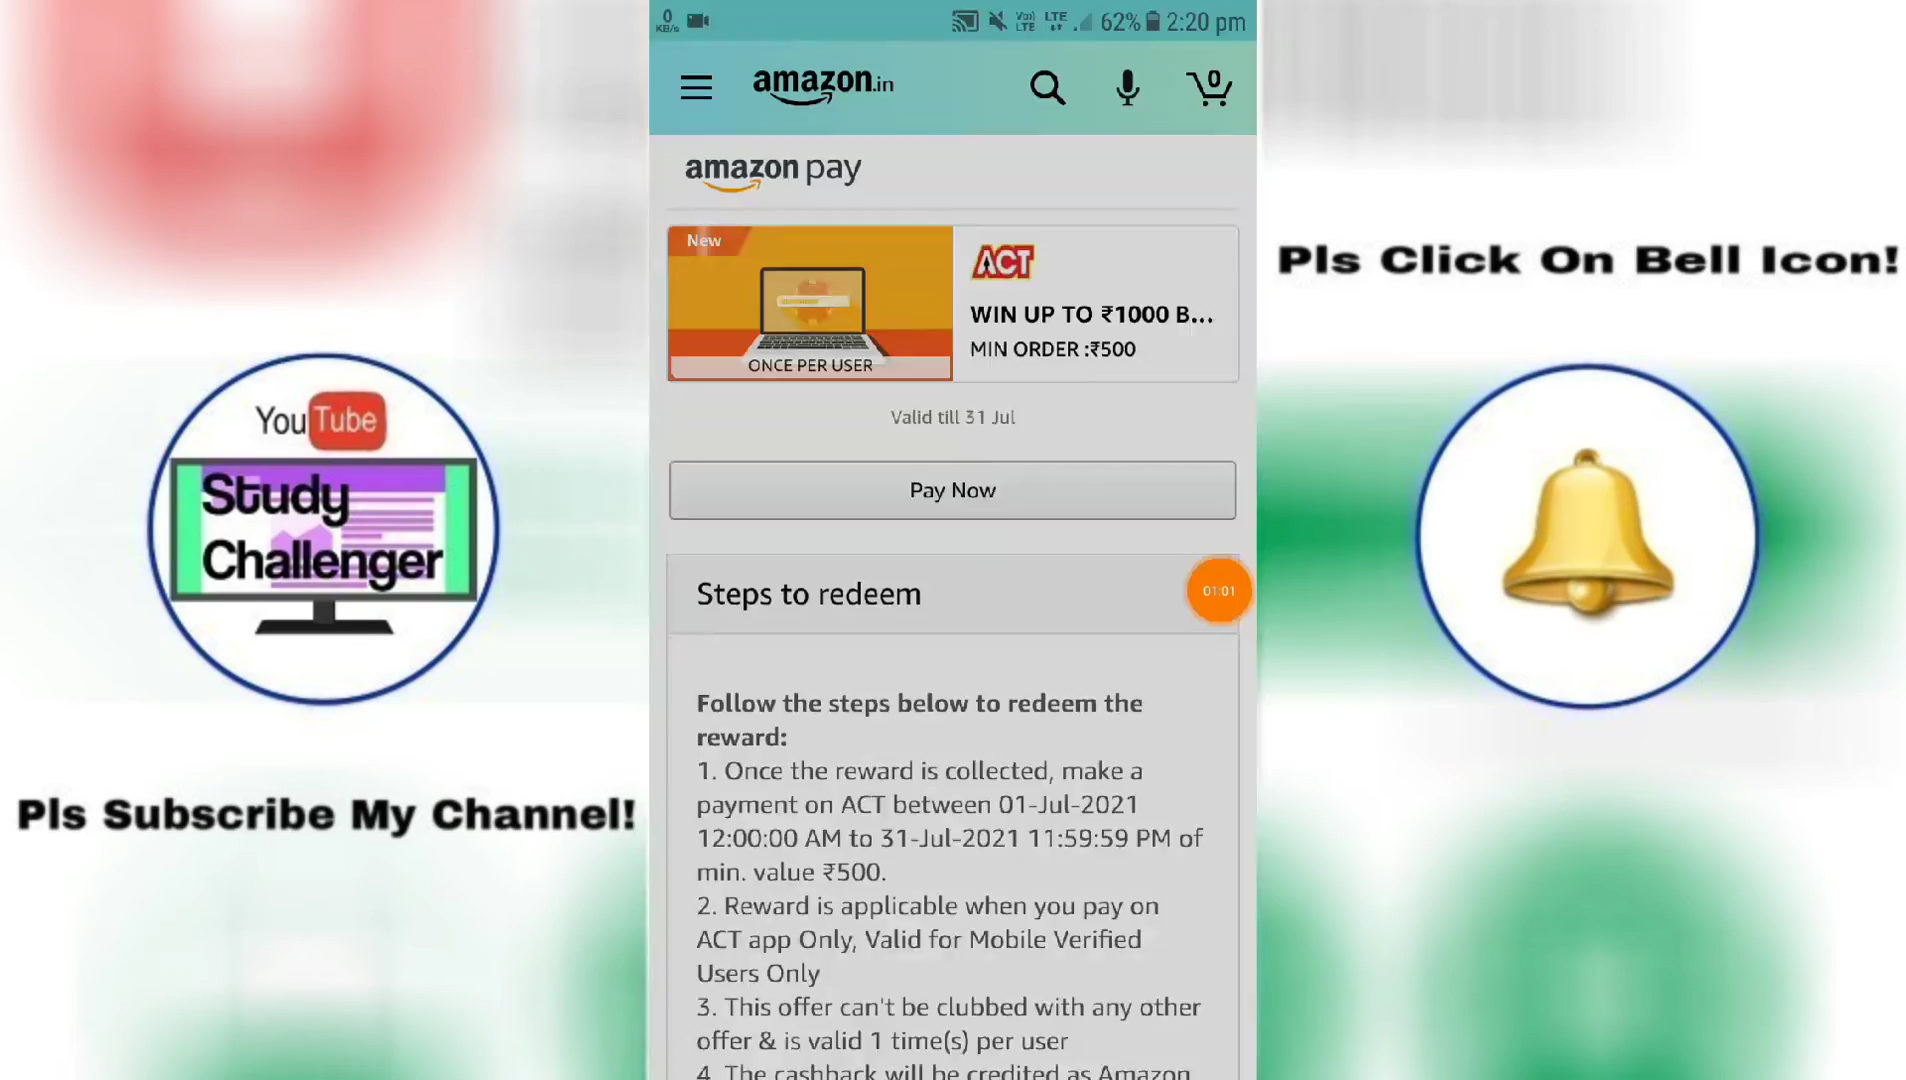 0
KB/s
Vo))
LTE
LTE
62%
2:20 pm
amazon.in
0
amazon pay
New
ONCE PER USER
ACT
WIN UP TO ₹1000 B...
MIN ORDER :₹500
Valid till 31 Jul
Pay Now
Steps to redeem
01:01
Follow the steps below to redeem the
reward:
1. Once the reward is collected, make a
payment on ACT between 01-Jul-2021
12:00:00 AM to 31-Jul-2021 11:59:59 PM of
min. value ₹500.
2. Reward is applicable when you pay on
ACT app Only, Valid for Mobile Verified
Users Only
3. This offer can't be clubbed with any other
offer & is valid 1 time(s) per user
4. The cashback will be credited as Amazon
YouTube
Study
Challenger
Pls Subscribe My Channel!
Pls Click On Bell Icon!